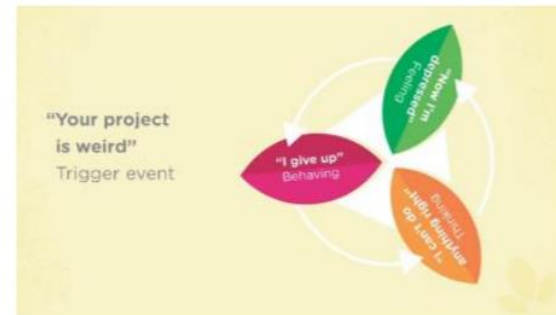 "Your project
is weird"
Trigger event
"I give up"
Behaving
"Now I'm
depressed"
Feeling
"I can't do
anything right"
Thinking